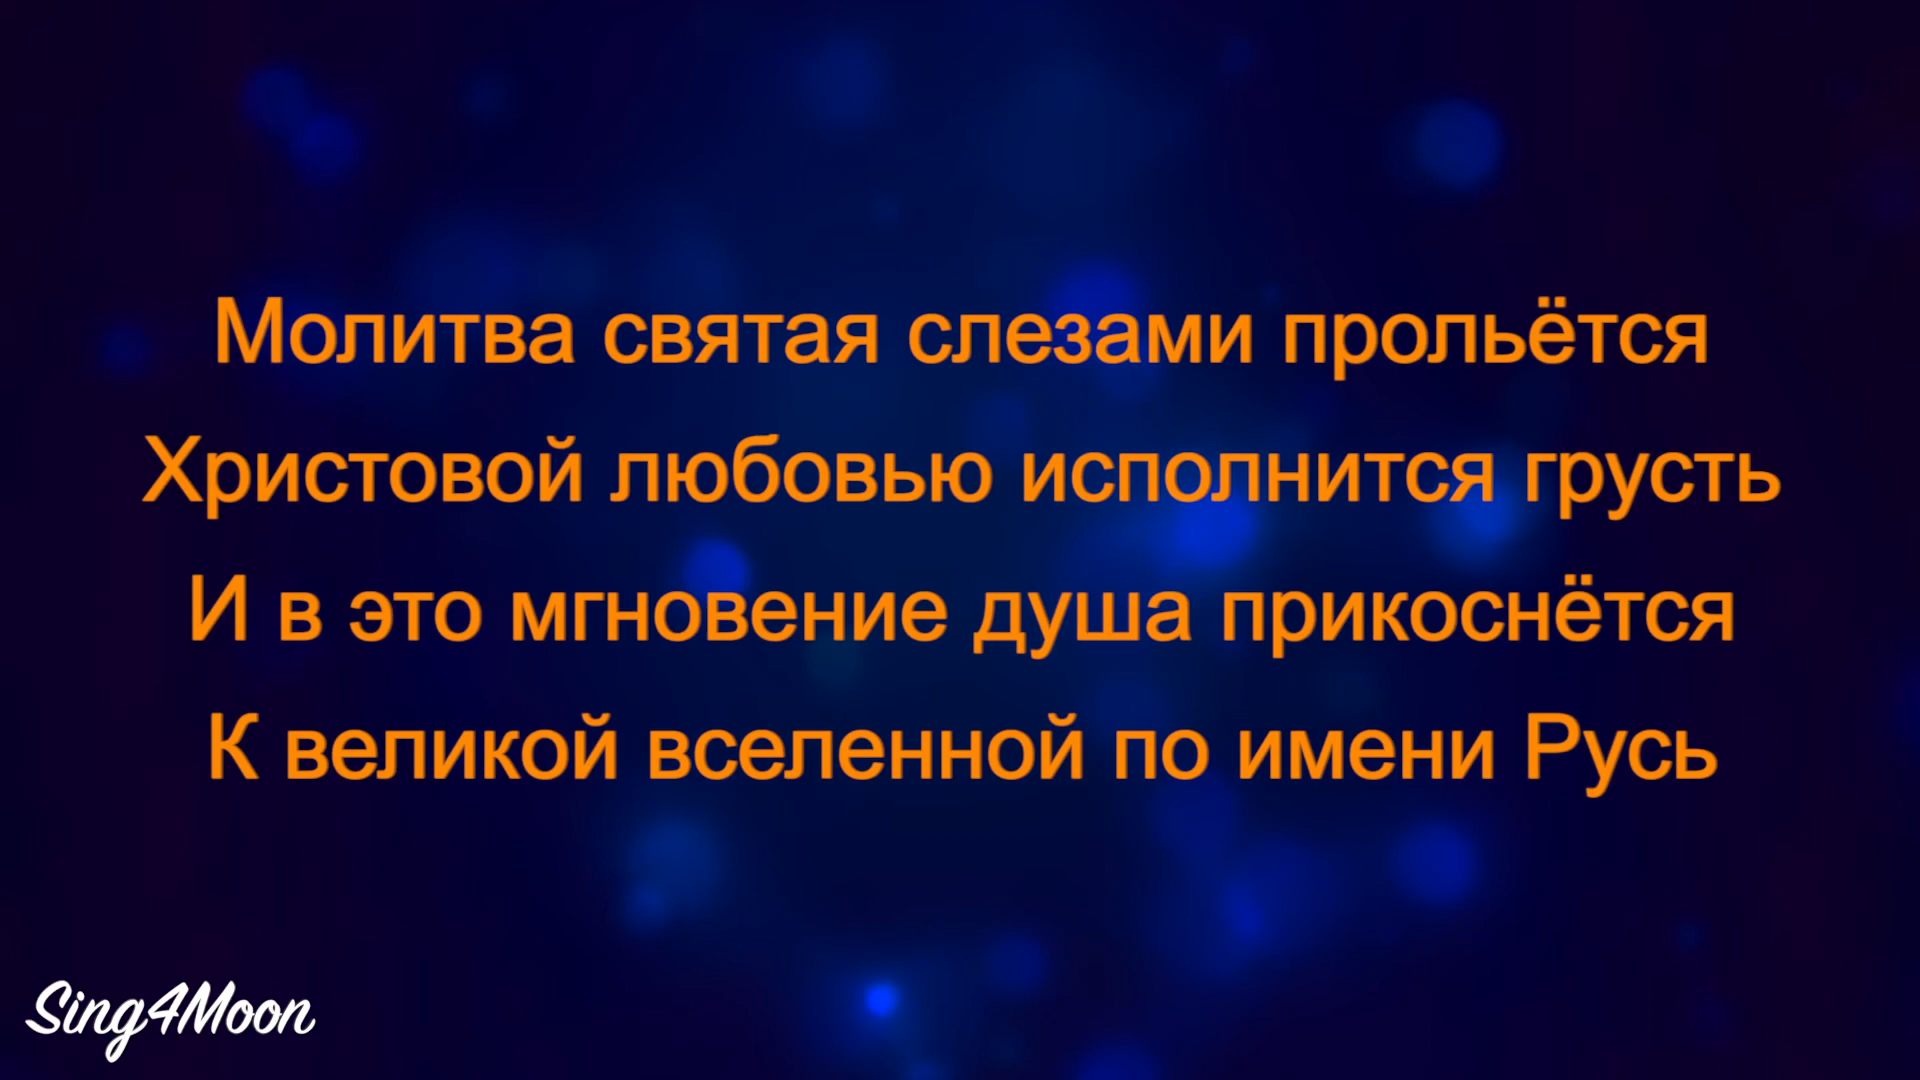 Молитва святая слезами прольётся
Христовой любовью исполнится грусть
И в это мгновение душа прикоснётся
К великой вселенной по имени Русь
Sing4Moon